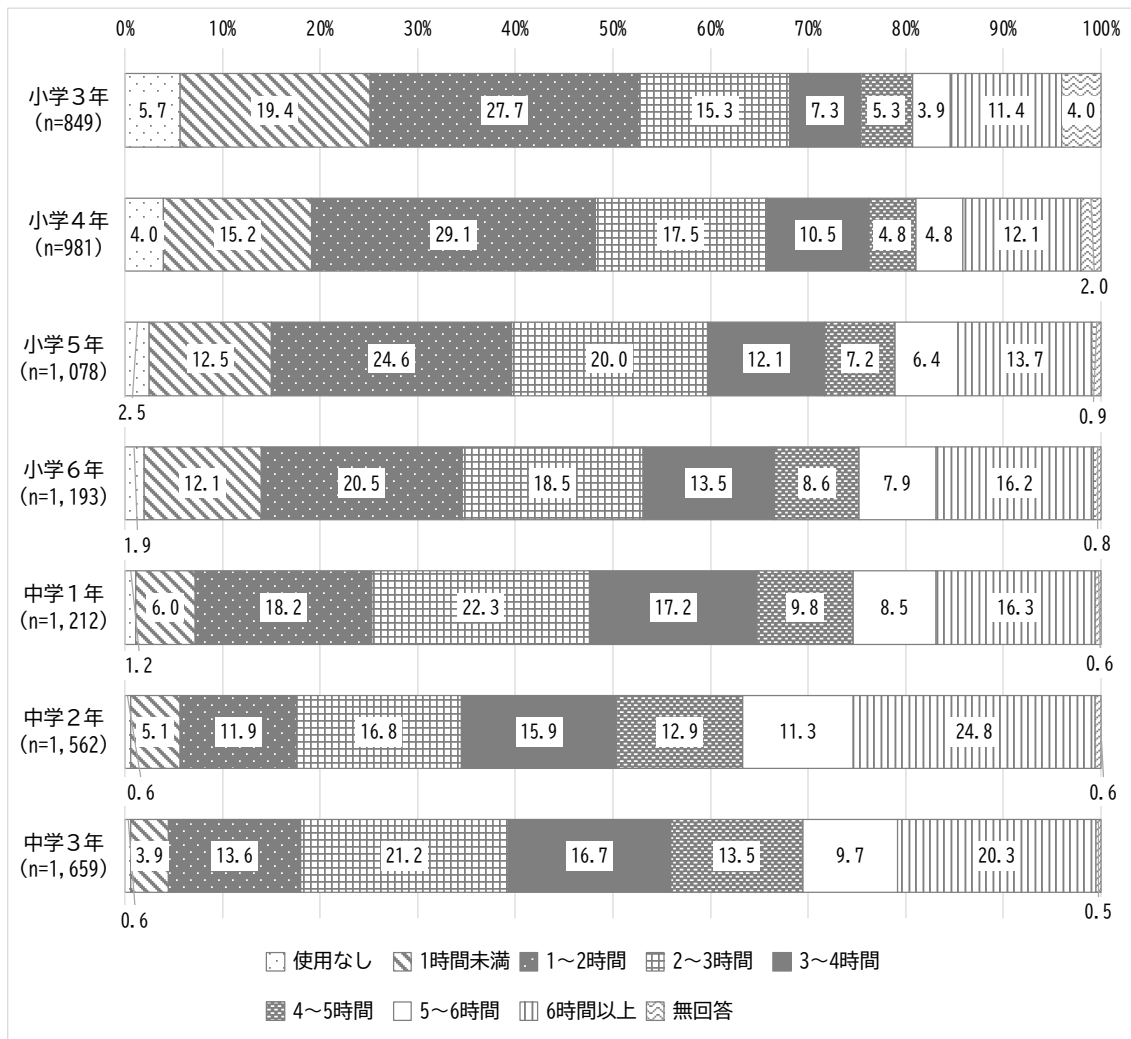 0% 10% 20% 30% 40% 50% 60% 70% 80% 90% 100%
小学３年
(n=849)
5.7 19.4 27.7 15.3 7.3 5.3 3.9 11.4 4.0
小学４年
(n=981)
4.0 15.2 29.1 17.5 10.5 4.8 4.8 12.1
2.0
小学５年
(n=1,078)
12.5 24.6 20.0 12.1 7.2 6.4 13.7
2.5 0.9
小学６年
(n=1,193)
12.1 20.5 18.5 13.5 8.6 7.9 16.2
1.9 0.8
中学１年
(n=1,212)
6.0 18.2 22.3 17.2 9.8 8.5 16.3
1.2 0.6
中学２年
(n=1,562)
5.1 11.9 16.8 15.9 12.9 11.3 24.8
0.6 0.6
中学３年
(n=1,659)
3.9 13.6 21.2 16.7 13.5 9.7 20.3
0.6 0.5
使用なし 1時間未満 1～2時間 2～3時間 3～4時間
4～5時間 5～6時間 6時間以上 無回答